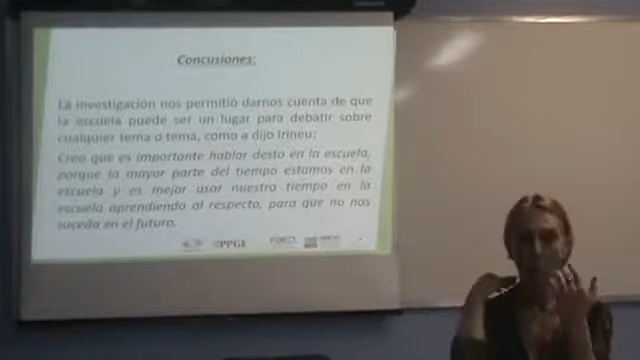 Concusiones:
La investigación nos permitió darnos cuenta de que
la escuela puede ser un lugar para debatir sobre
cualquier tema o tema, como a dijo Irineu:
Creo que es importante hablar desto en la escuela,
porque la mayor parte del tiempo estamos en la
escuela y es mejor usar nuestro tiempo en la
escuela aprendiendo al respecto, para que no nos
suceda en el futuro.
PPGE